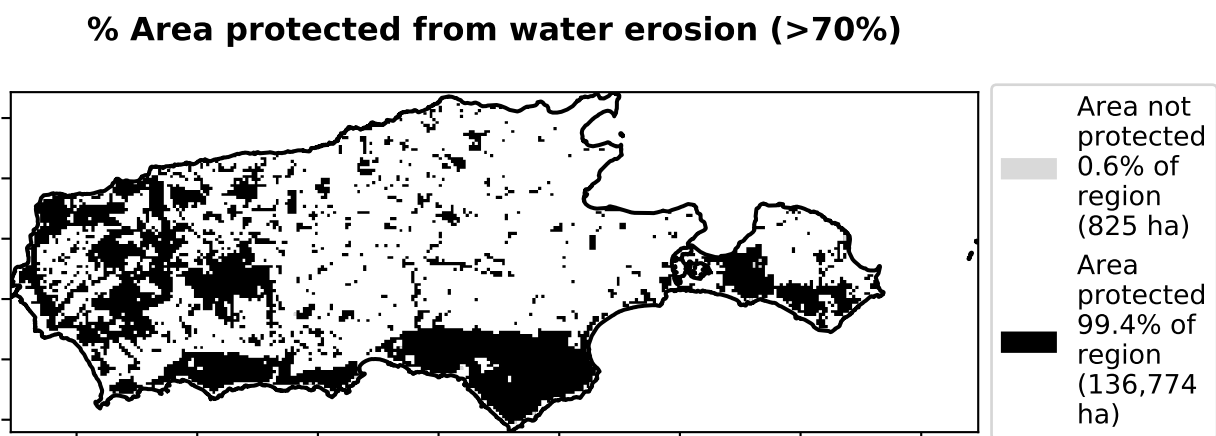 % Area protected from water erosion (>70%)
Area not
protected
0.6% of
region
(825 ha)
Area
protected
99.4% of
region
(136,774
ha)